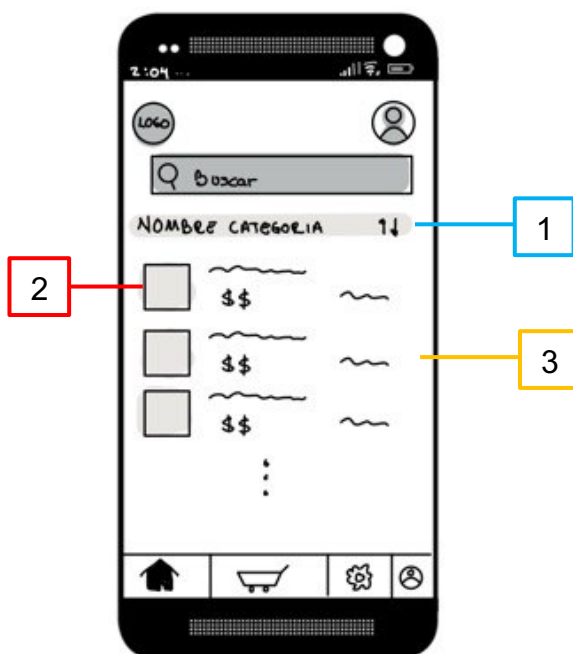 2:04 ...
LOGO
Buscar
NOMBRE CATEGORIA ↑↓
1
2
$$
$$
3
$$